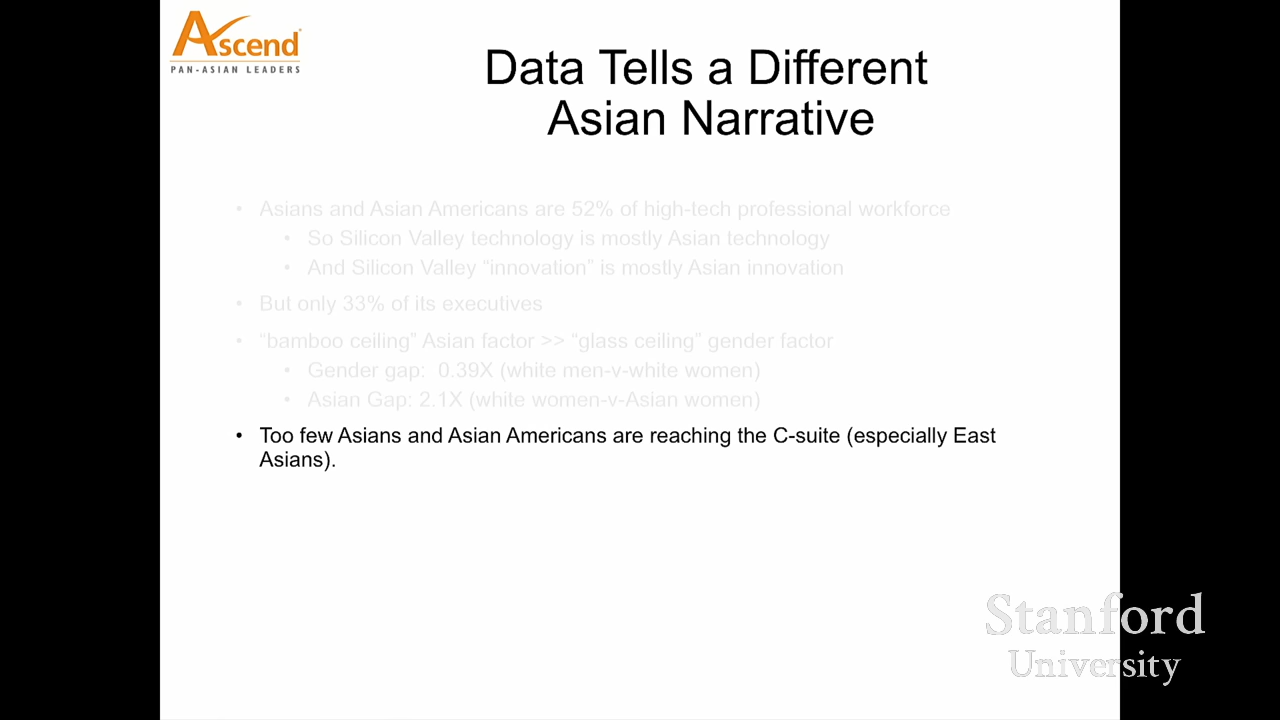 Ascend
PAN-ASIAN LEADERS
Data Tells a Different
Asian Narrative
• Asians and Asian Americans are 52% of high-tech professional workforce
• So Silicon Valley technology is mostly Asian technology
• And Silicon Valley “innovation” is mostly Asian innovation
• But only 33% of its executives
• “bamboo ceiling” Asian factor >> “glass ceiling” gender factor
• Gender gap: 0.39X (white men-v-white women)
• Asian Gap: 2.1X (white women-v-Asian women)
• Too few Asians and Asian Americans are reaching the C-suite (especially East
Asians).
Stanford
University